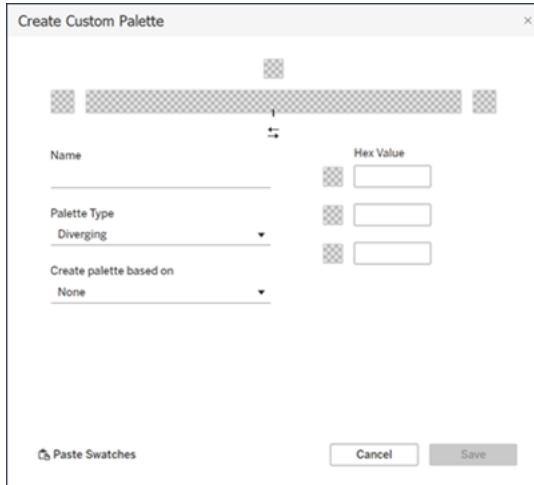 Create Custom Palette
Name
Hex Value
Palette Type
Diverging
Create palette based on
None
Paste Swatches
Cancel
Save